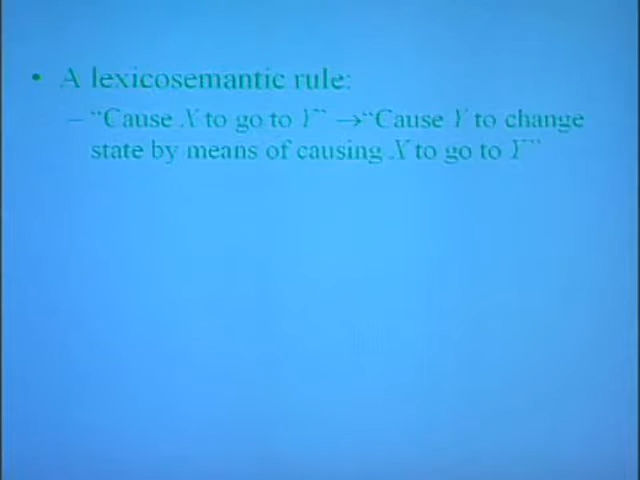 • A lexicosemantic rule:
– "Cause X to go to Y" →"Cause Y to change
state by means of causing X to go to Y"